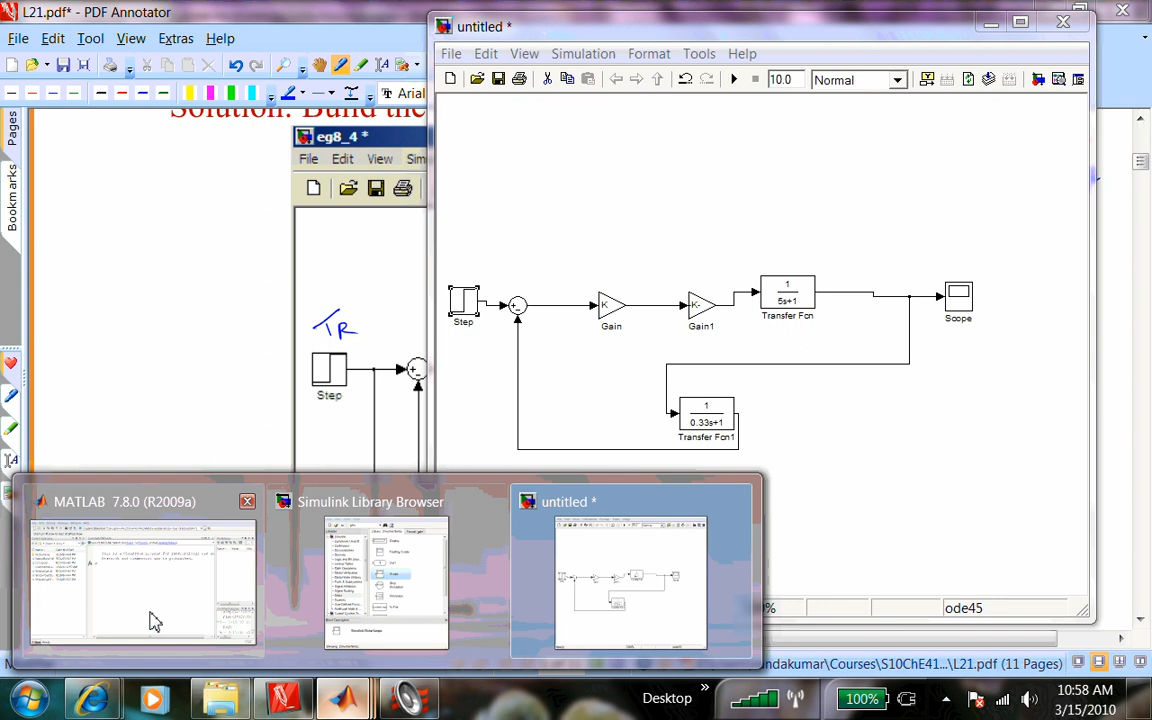 L21.pdf* - PDF Annotator
File Edit Tool View Extras Help
Arial
Pages
Bookmarks
Solution: Build the
eg8_4 *
File Edit View Sim
TR
Step
untitled *
File Edit View Simulation Format Tools Help
10.0 Normal
Step
K
Gain
K-
Gain1
1
5s+1
Transfer Fcn
Scope
1
0.33s+1
Transfer Fcn1
ode45
MATLAB 7.8.0 (R2009a)
Simulink Library Browser
untitled *
ndakumar\Courses\S10ChE41...\L21.pdf (11 Pages)
Desktop
100%
10:58 AM
3/15/2010